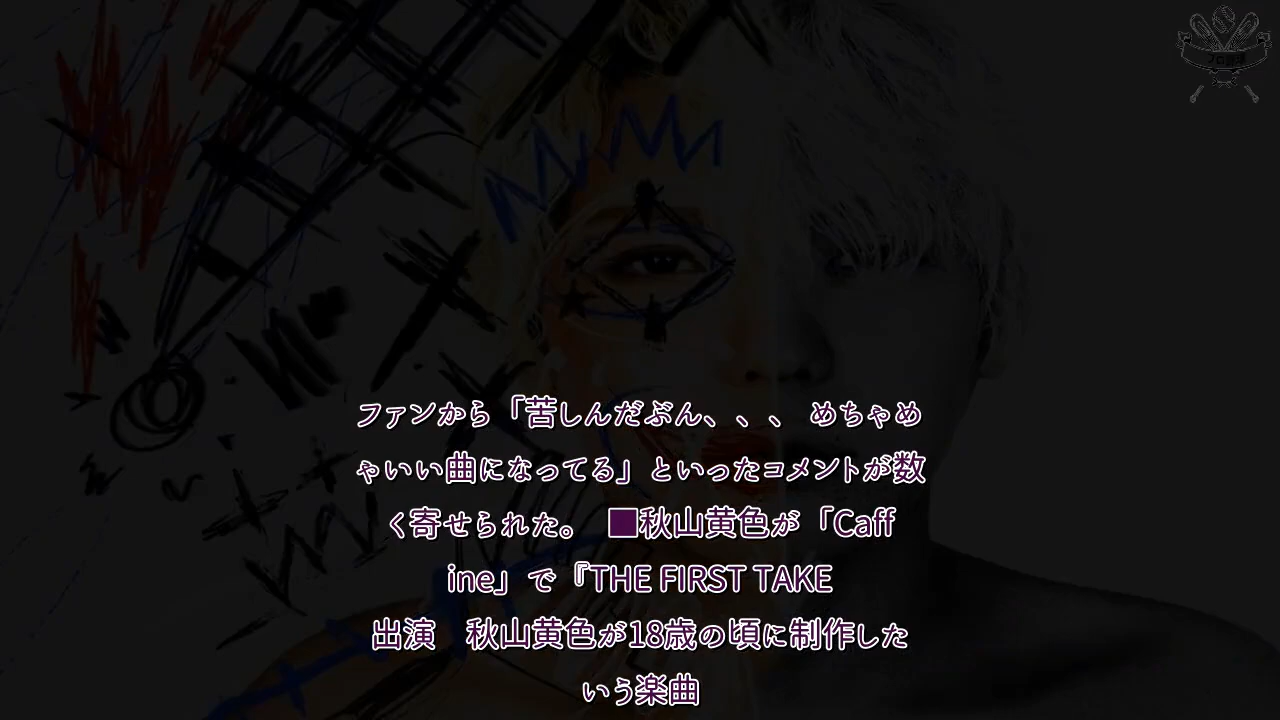 ファンから「苦しんだぶん、、、 めちゃめ
ゃいい曲になってる」といったコメントが数
く寄せられた。 ■秋山黄色が「Caff
ine」で『THE FIRST TAKE
出演 秋山黄色が18歳の頃に制作した
いう楽曲